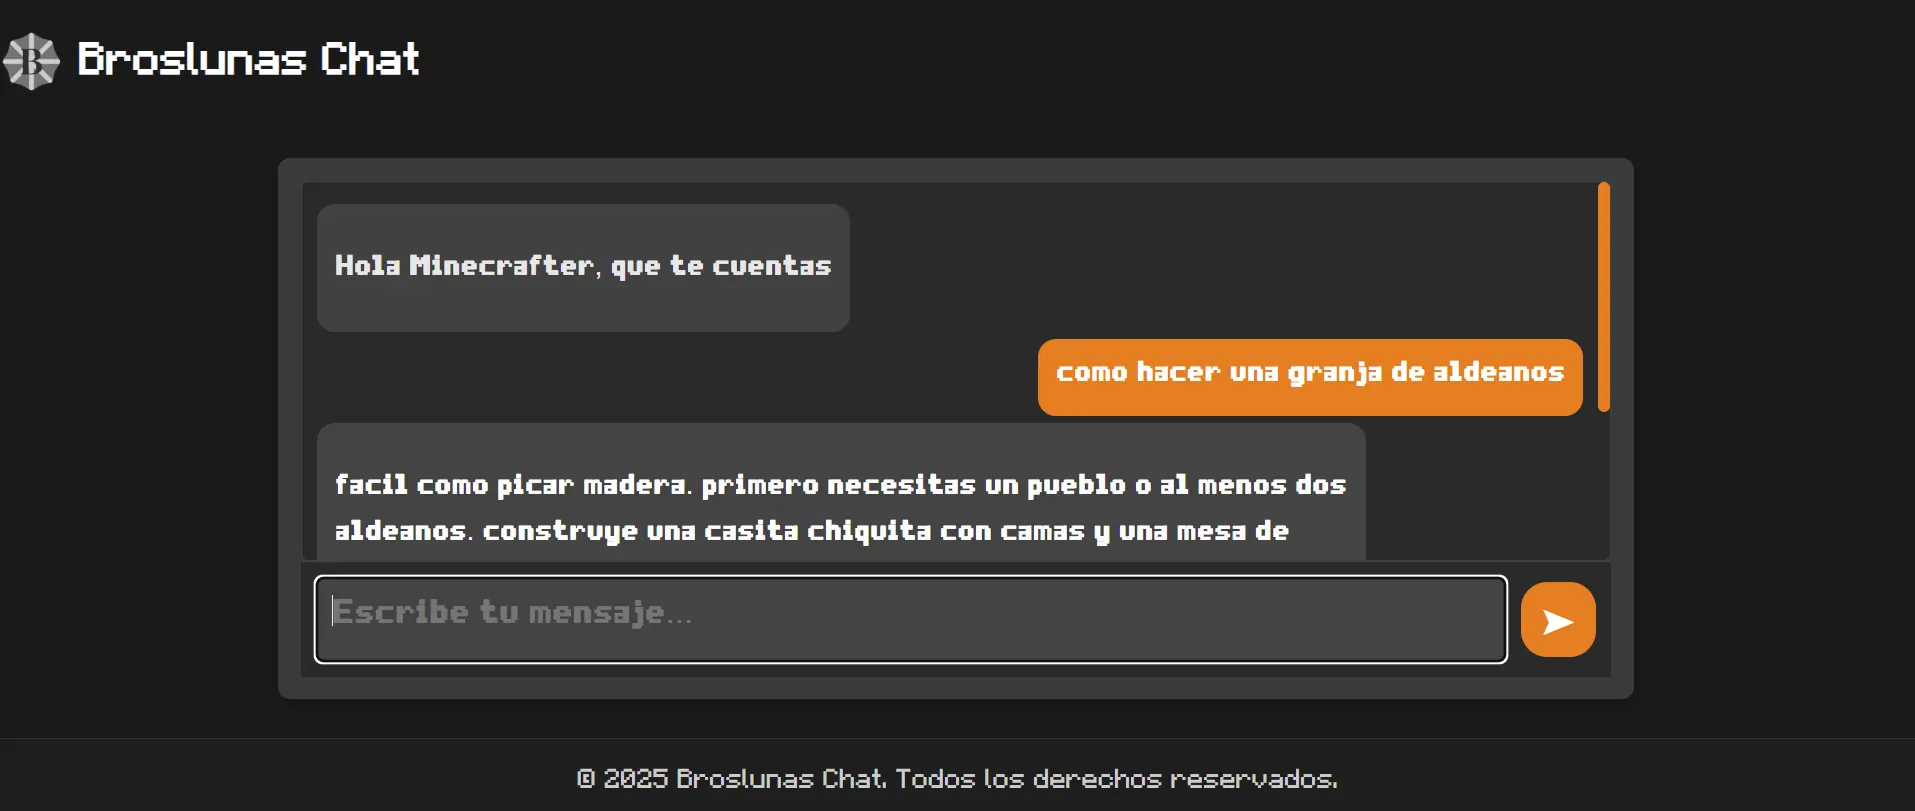 B
Broslunas Chat
Hola Minecrafter, que te cuentas
como hacer una granja de aldeanos
facil como picar madera. primero necesitas un pueblo o al menos dos
aldeanos. construye una casita chiquita con camas y una mesa de
Escribe tu mensaje...
© 2025 Broslunas Chat. Todos los derechos reservados.